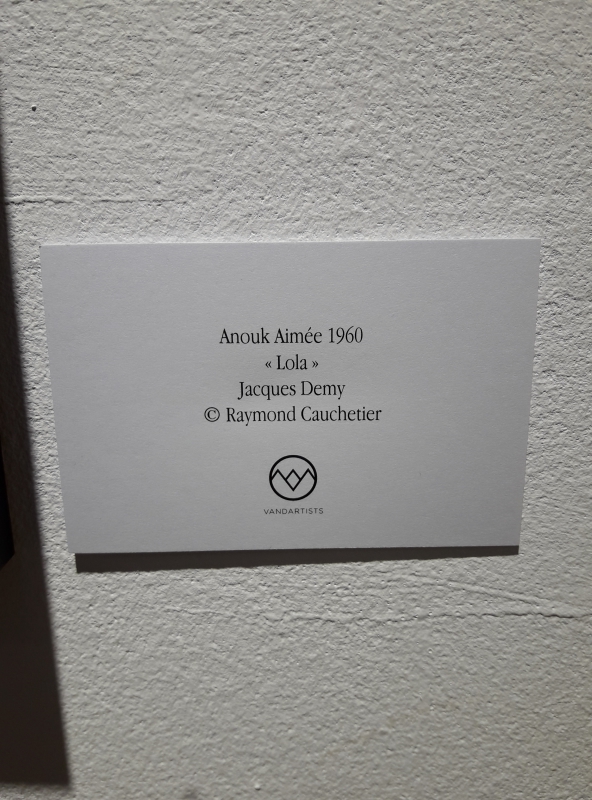 Anouk Aimée 1960
« Lola »
Jacques Demy
© Raymond Cauchetier
VANDARTISTS